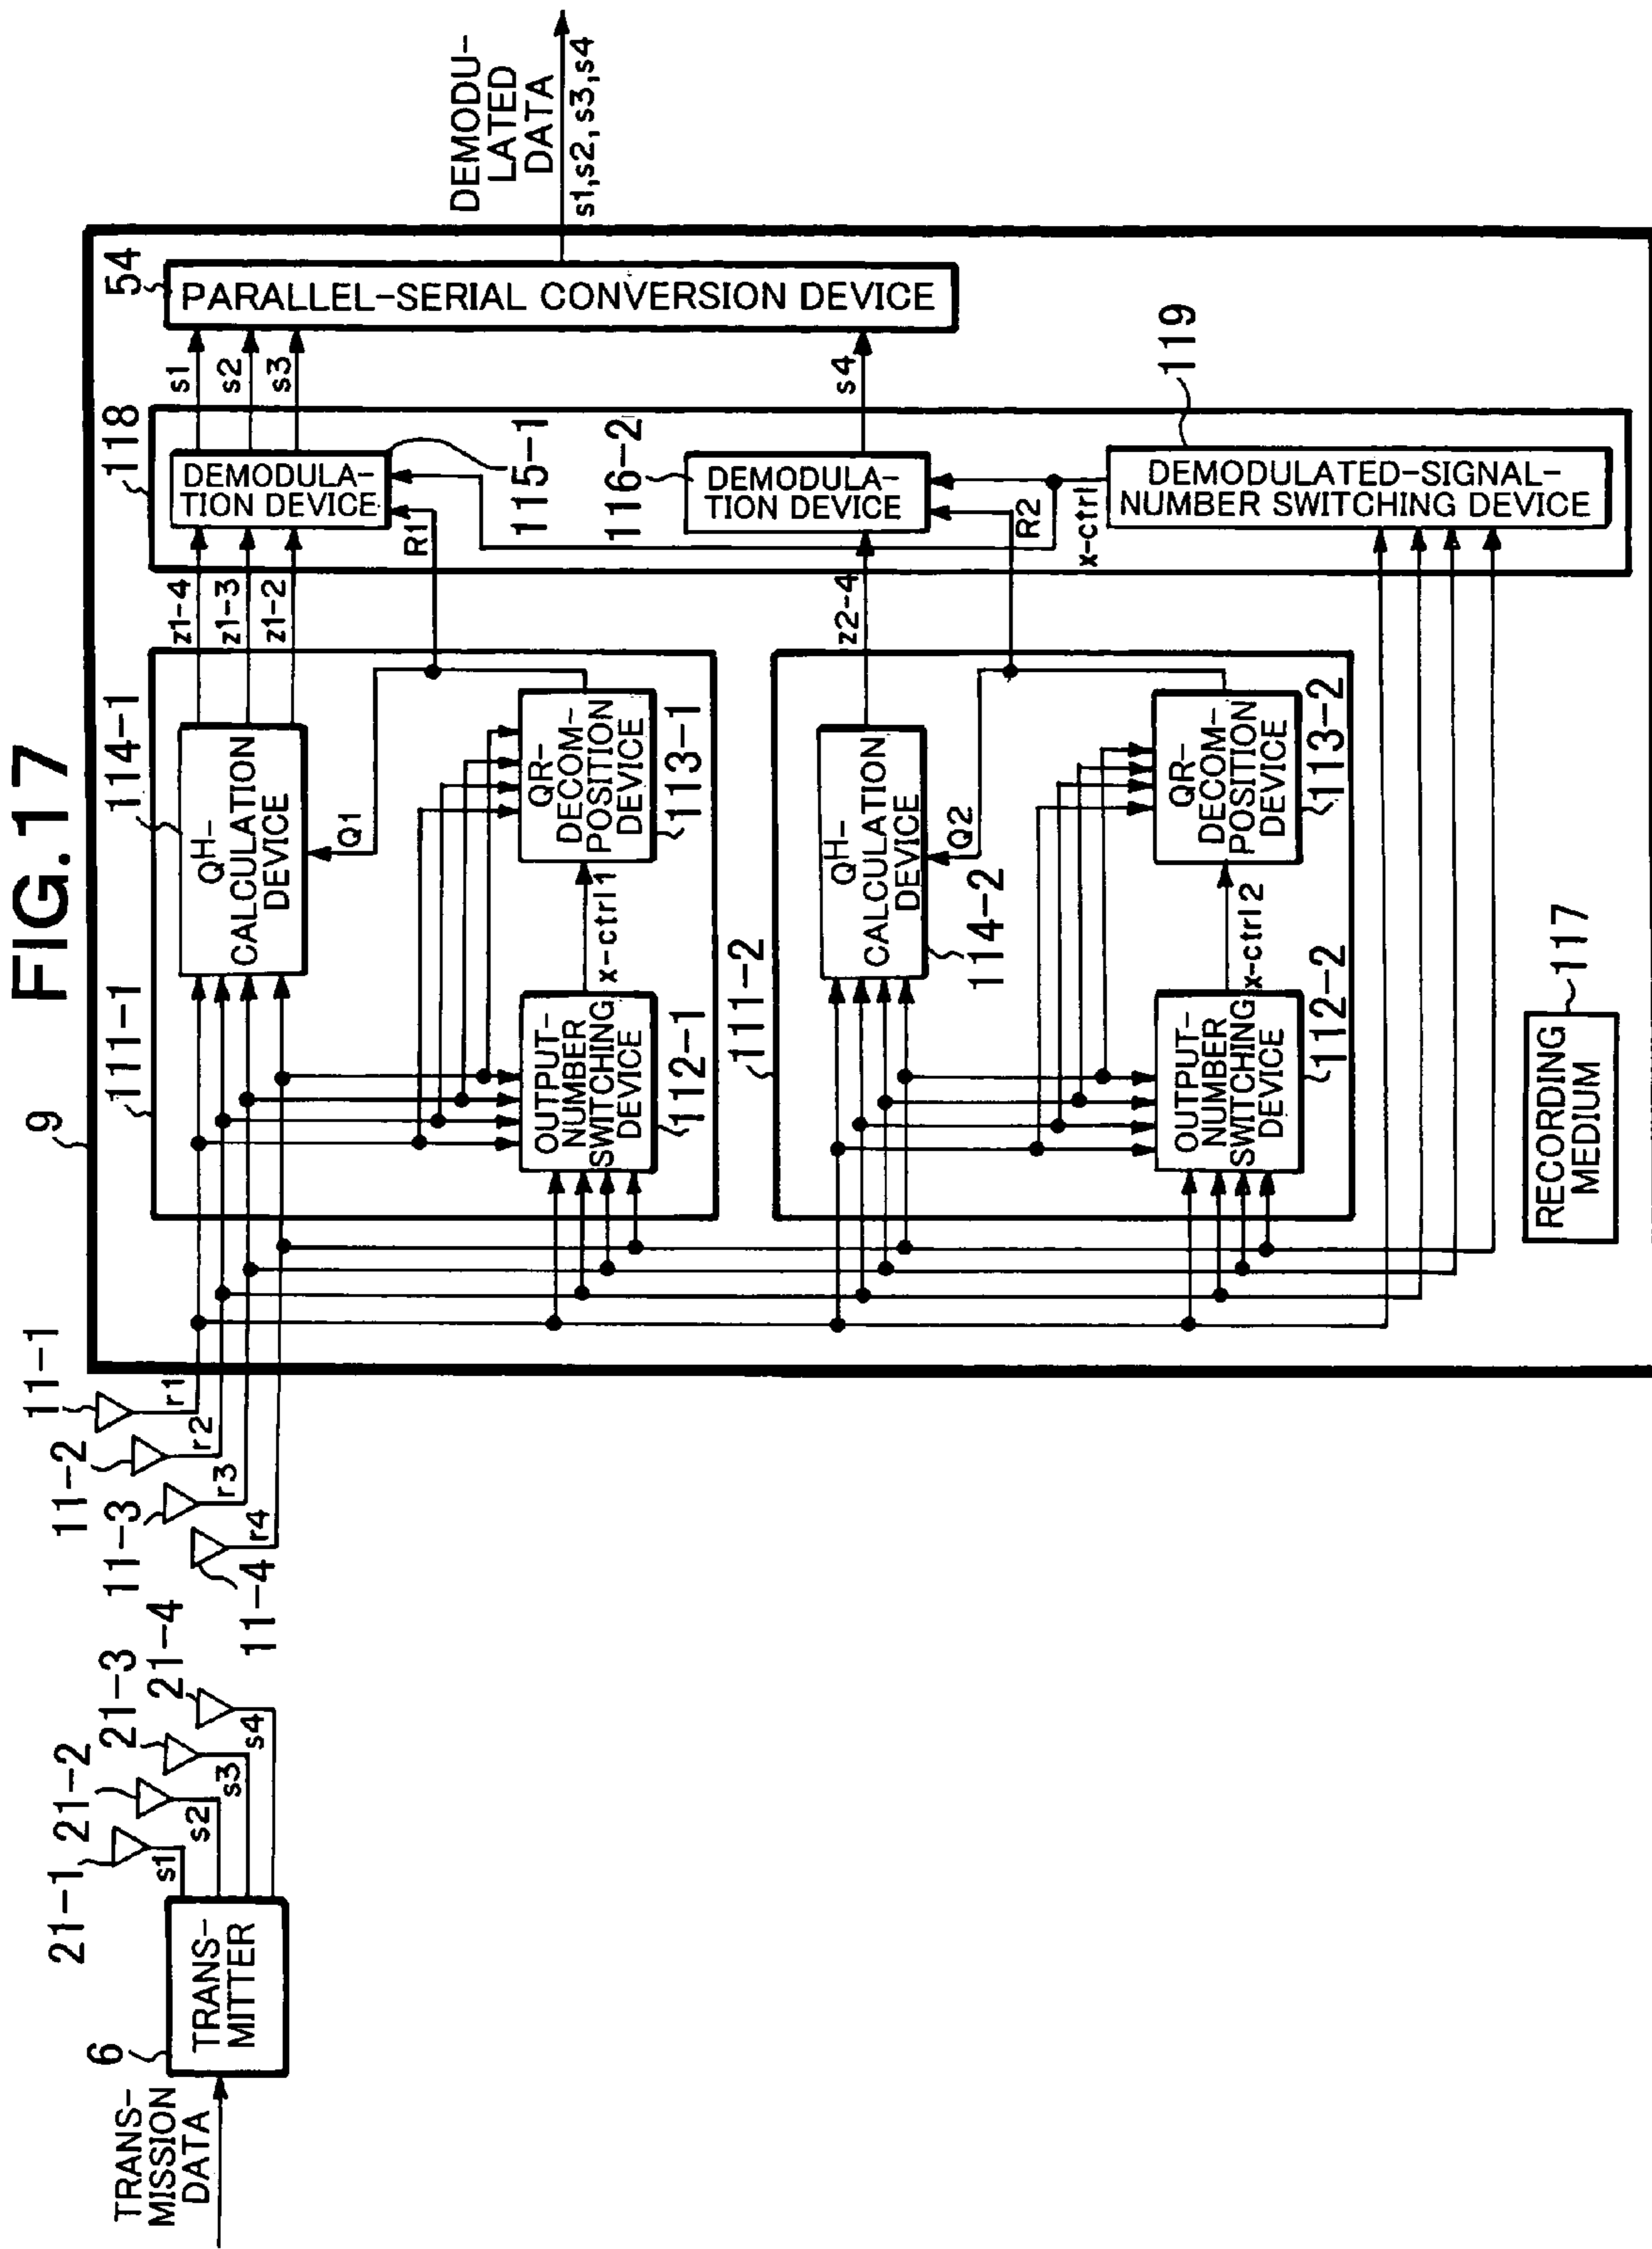 FIG.17
TRANS-
MISSION
DATA
6
TRANS-
MITTER
21-1
21-2
21-3
21-4
s1
s2
s3
s4
11-1
11-2
11-3
11-4
r1
r2
r3
r4
9
111-1
114-1
QH-
CALCULATION
DEVICE
Q1
OUTPUT-
NUMBER
SWITCHING
DEVICE
112-1
x-ctrl1
QR-
DECOM-
POSITION
DEVICE
113-1
z1-4
z1-3
z1-2
R1
111-2
QH-
CALCULATION
DEVICE
114-2
Q2
OUTPUT-
NUMBER
SWITCHING
DEVICE
112-2
x-ctrl2
QR-
DECOM-
POSITION
DEVICE
113-2
z2-4
R2
x-ctrl
118
DEMODULA-
TION DEVICE
115-1
116-2
DEMODULA-
TION DEVICE
119
DEMODULATED-SIGNAL-
NUMBER SWITCHING DEVICE
s1
s2
s3
s4
54
PARALLEL-SERIAL CONVERSION DEVICE
DEMODU-
LATED
DATA
s1,s2,s3,s4
RECORDING
MEDIUM
117